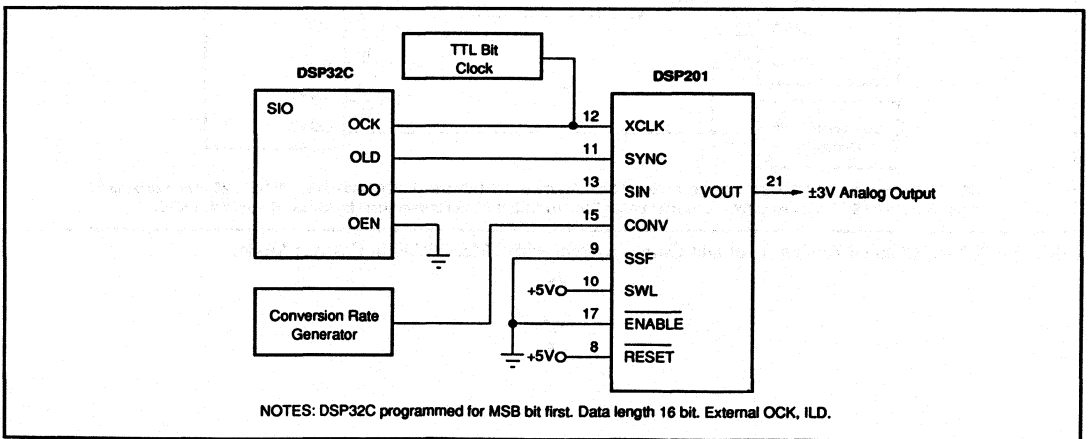 TTL Bit
Clock
DSP32C
DSP201
SIO
OCK
12
XCLK
OLD
11
SYNC
DO
13
SIN
VOUT
21
±3V Analog Output
OEN
15
CONV
9
SSF
+5V
10
SWL
Conversion Rate
Generator
17
ENABLE
+5V
8
RESET
NOTES: DSP32C programmed for MSB bit first. Data length 16 bit. External OCK, ILD.